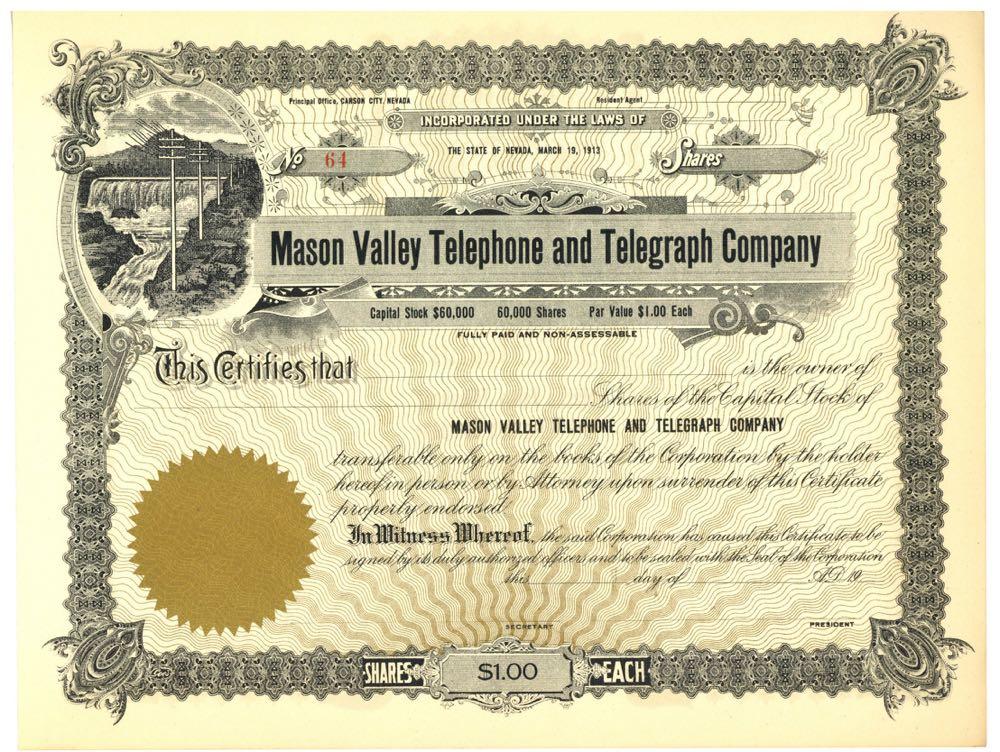 Principal Office, CARSON CITY, NEVADA Resident Agent
INCORPORATED UNDER THE LAWS OF
THE STATE OF NEVADA, MARCH 19, 1913
No 64 Shares
Mason Valley Telephone and Telegraph Company
Capital Stock $60,000 60,000 Shares Par Value $1.00 Each
FULLY PAID AND NON-ASSESSABLE
This Certifies that is the owner of
Shares of the Capital Stock of
MASON VALLEY TELEPHONE AND TELEGRAPH COMPANY
transferable only on the books of the Corporation by the holder
hereof in person or by Attorney upon surrender of this Certificate
properly endorsed.
In Witness Whereof, the said Corporation has caused this Certificate to be
signed by its duly authorized officers and to be sealed with the Seal of the Corporation
this day of A.D. 19
SECRETARY PRESIDENT
SHARES $1.00 EACH